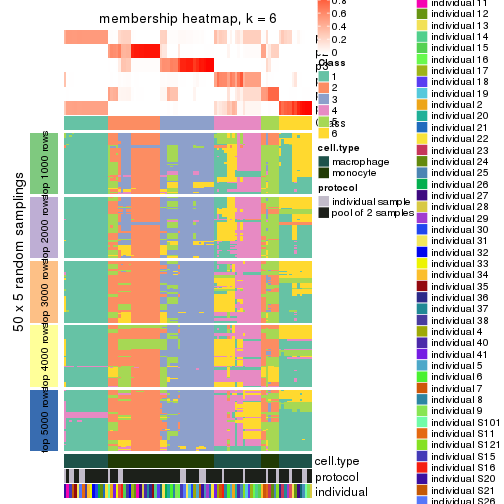 membership heatmap, k = 6
50 x 5 random samplings
top 1000 rows
top 2000 rows
top 3000 rows
top 4000 rows
top 5000 rows
cell.type
protocol
individual
0.8
0.6
0.4
0.2
0
Class
1
2
3
4
6
cell.type
macrophage
monocyte
protocol
individual sample
pool of 2 samples
individual 11
individual 12
individual 13
individual 14
individual 15
individual 16
individual 17
individual 18
individual 19
individual 2
individual 20
individual 21
individual 22
individual 23
individual 24
individual 25
individual 26
individual 27
individual 28
individual 29
individual 30
individual 31
individual 32
individual 33
individual 34
individual 35
individual 36
individual 37
individual 38
individual 4
individual 40
individual 41
individual 5
individual 6
individual 7
individual 8
individual 9
individual S101
individual S11
individual S121
individual S15
individual S16
individual S20
individual S22
individual S26